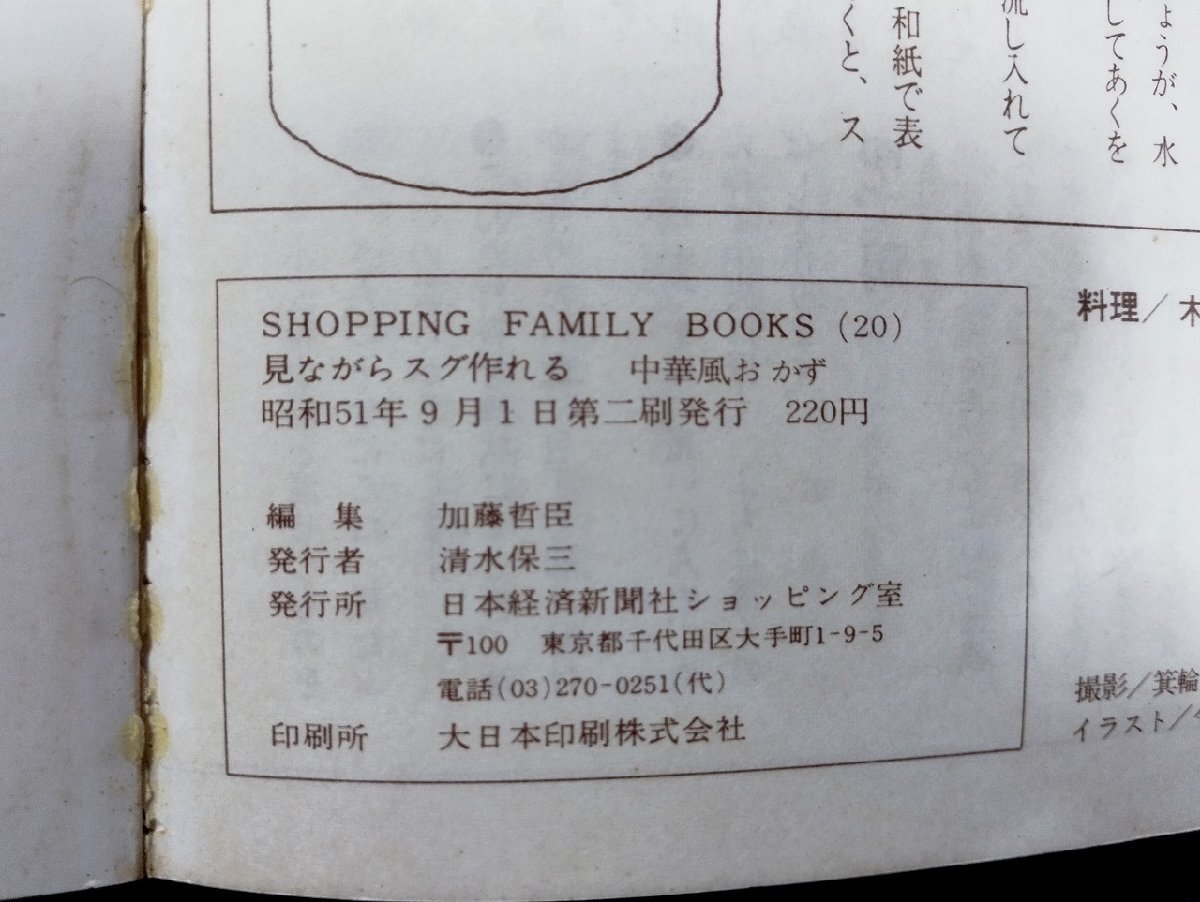 ょうが、水
してあくを
流し入れて
和紙で表
くと、ス
SHOPPING FAMILY BOOKS (20)
見ながらスグ作れる 中華風おかず
昭和51年9月1日第二刷発行 220円
編 集 加藤哲臣
発行者 清水保三
発行所 日本経済新聞社ショッピング室
〒100 東京都千代田区大手町1-9-5
電話(03)270-0251(代)
印刷所 大日本印刷株式会社
料理/木
撮影/箕輪
イラスト/